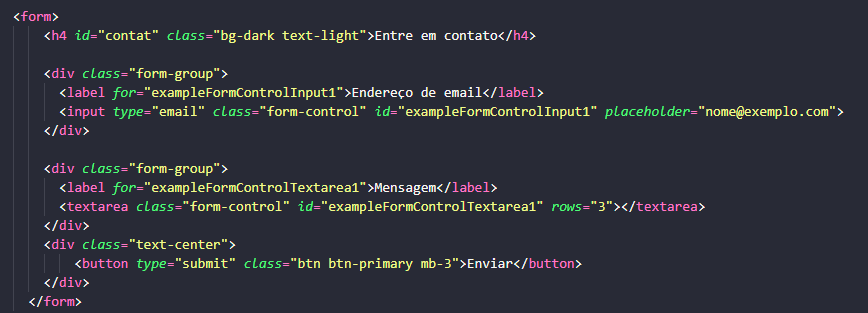 <form>
<h4 id="contat" class="bg-dark text-light">Entre em contato</h4>
<div class="form-group">
<label for="exampleFormControlInput1">Endereço de email</label>
<input type="email" class="form-control" id="exampleFormControlInput1" placeholder="nome@exemplo.com">
</div>
<div class="form-group">
<label for="exampleFormControlTextarea1">Mensagem</label>
<textarea class="form-control" id="exampleFormControlTextarea1" rows="3"></textarea>
</div>
<div class="text-center">
<button type="submit" class="btn btn-primary mb-3">Enviar</button>
</div>
</form>